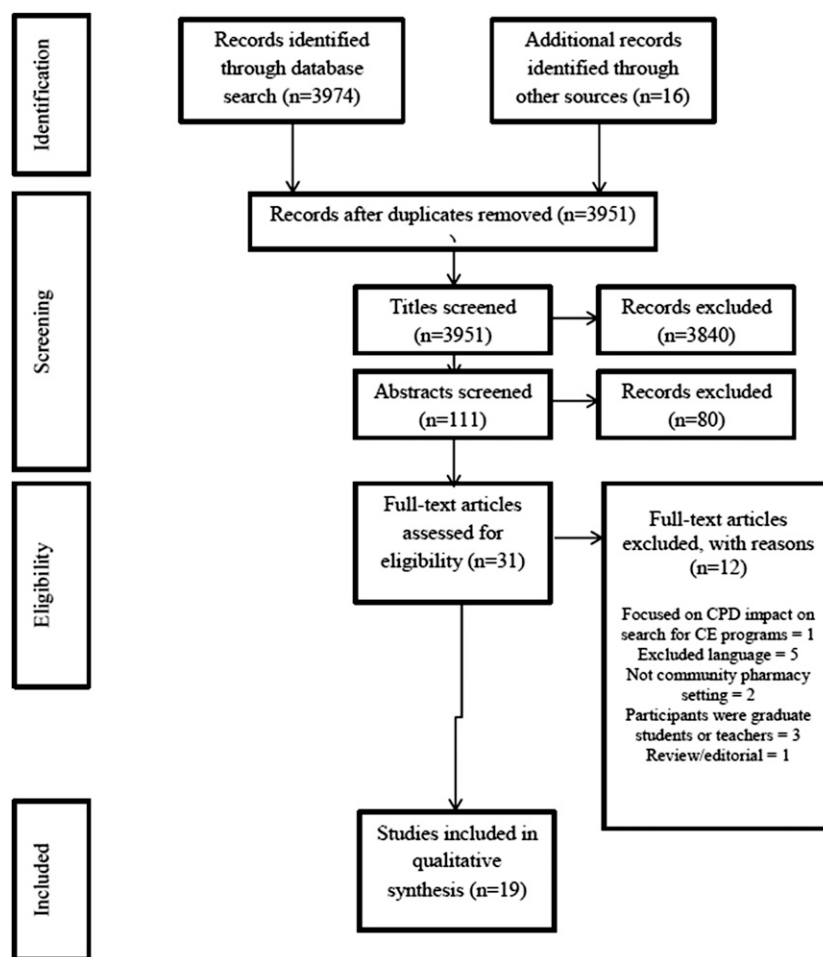 Identification
Records identified
through database
search (n=3974)
Additional records
identified through
other sources (n=16)
Screening
Records after duplicates removed (n=3951)
Titles screened
(n=3951)
Records excluded
(n=3840)
Abstracts screened
(n=111)
Records excluded
(n=80)
Eligibility
Full-text articles
assessed for
eligibility (n=31)
Full-text articles
excluded, with reasons
(n=12)
Focused on CPD impact on
search for CE programs = 1
Excluded language = 5
Not community pharmacy
setting = 2
Participants were graduate
students or teachers = 3
Review/editorial = 1
Included
Studies included in
qualitative
synthesis (n=19)